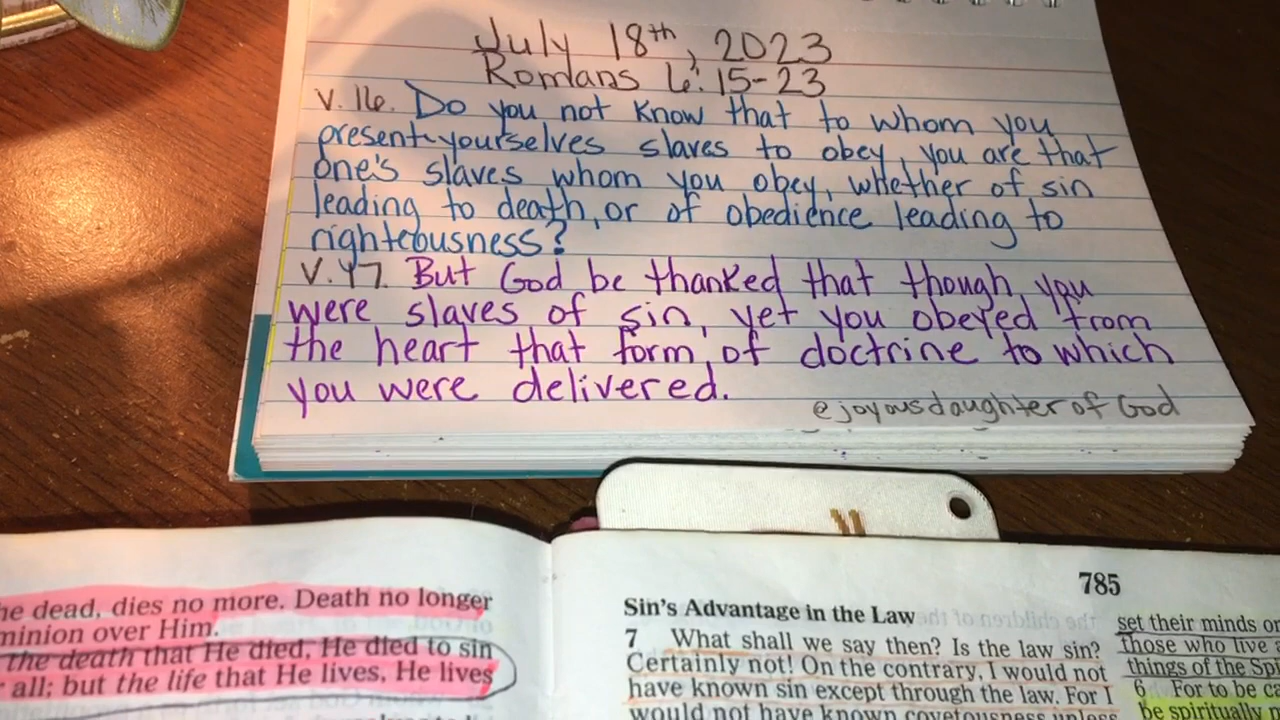 July 18th, 2023
Romans 6:15-23
V.16. Do you not know that to whom you
present yourselves slaves to obey, you are that
one's slaves whom you obey, whether of sin
leading to death, or of obedience leading to
righteousness?
V.17. But God be thanked that though you
were slaves of sin, yet you obeyed from
the heart that form of doctrine to which
you were delivered.
@joyousdaughterofGod
he dead, dies no more. Death no longer
minion over Him.
the death that He died, He died to sin
all; but the life that He lives, He lives
785
Sin's Advantage in the Law
7 What shall we say then? Is the law sin?
Certainly not! On the contrary, I would not
have known sin except through the law. For I
would not have known covetousness unless
set their minds on
those who live a
things of the Spi
6 For to be ca
be spiritually m